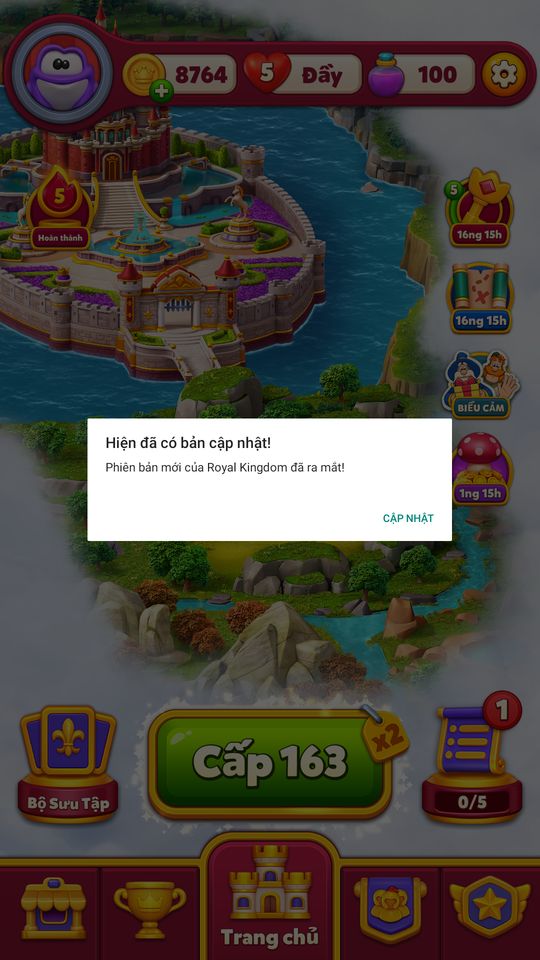 8764
5
Đầy
100
5
Hoàn thành
5
16ng 15h
16ng 15h
BIỂU CẢM
1ng 15h
Hiện đã có bản cập nhật!
Phiên bản mới của Royal Kingdom đã ra mắt!
CẬP NHẬT
x2
Cấp 163
1
Bộ Sưu Tập
0/5
Trang chủ